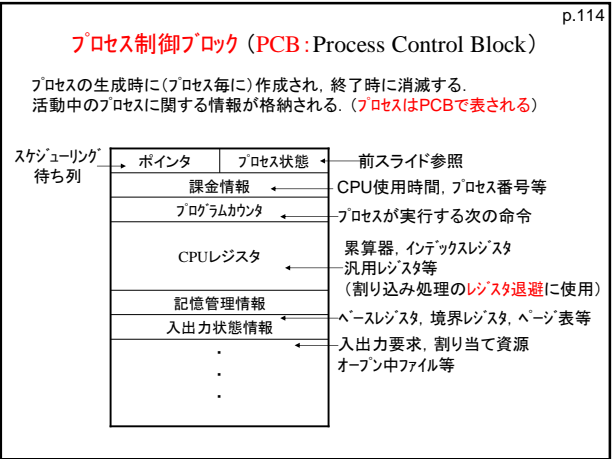 p.114
プロセス制御ブロック（PCB：Process Control Block）
プロセスの生成時に（プロセス毎に）作成され，終了時に消滅する．
活動中のプロセスに関する情報が格納される．（プロセスはPCBで表される）
スケジューリング
待ち列
ポインタ
プロセス状態
前スライド参照
課金情報
CPU使用時間，プロセス番号等
プログラムカウンタ
プロセスが実行する次の命令
CPUレジスタ
累算器，インデックスレジスタ
汎用レジスタ等
（割り込み処理のレジスタ退避に使用）
記憶管理情報
ベースレジスタ，境界レジスタ，ページ表等
入出力状態情報
入出力要求，割り当て資源
オープン中ファイル等
・
・
・